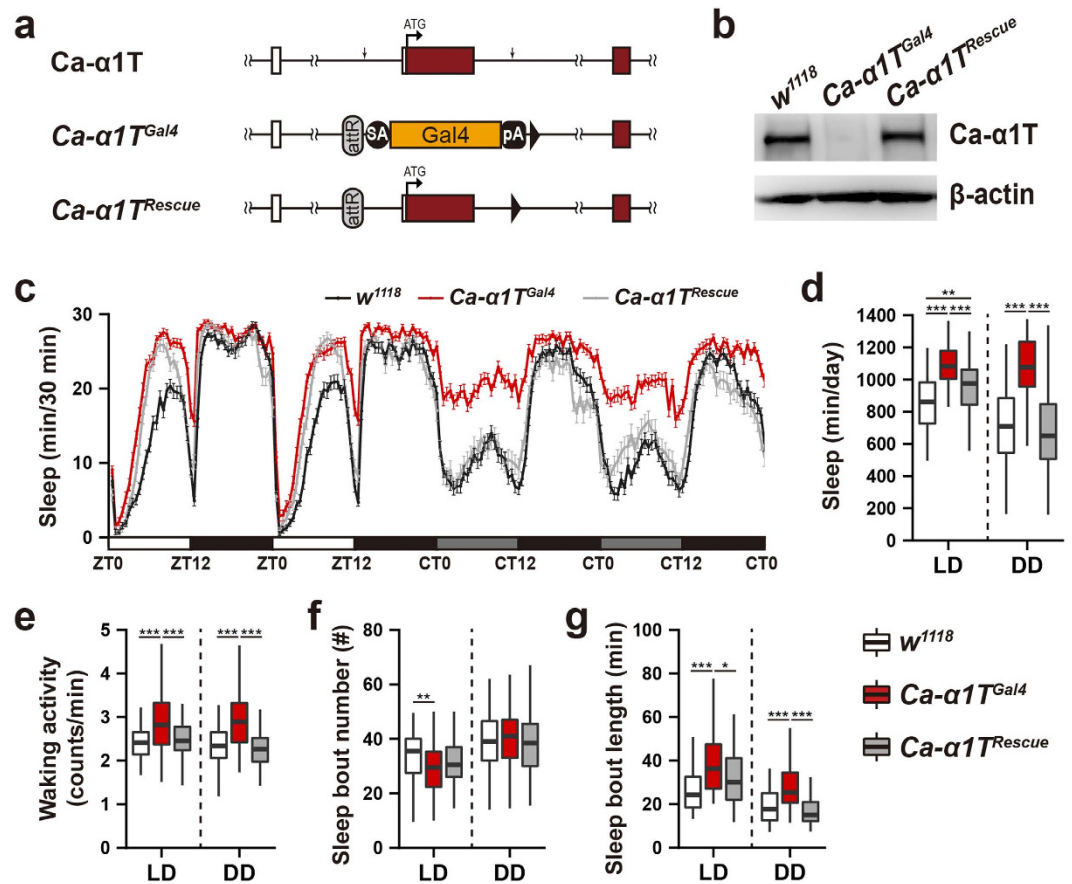 a
Ca-α1T
ATG
Ca-α1T^Gal4
attR
SA
Gal4
pA
Ca-α1T^Rescue
attR
ATG
b
w^1118
Ca-α1T^Gal4
Ca-α1T^Rescue
Ca-α1T
β-actin
c
w^1118 Ca-α1T^Gal4 Ca-α1T^Rescue
Sleep (min/30 min)
30
20
10
0
ZT0 ZT12 ZT0 ZT12 CT0 CT12 CT0 CT12 CT0
d
Sleep (min/day)
1400
1200
1000
800
600
400
200
0
**
*** *** *** ***
LD DD
e
Waking activity
(counts/min)
5
4
3
2
1
0
*** *** *** ***
LD DD
f
Sleep bout number (#)
80
60
40
20
0
**
LD DD
g
Sleep bout length (min)
100
80
60
40
20
0
*** *
*** ***
LD DD
w^1118
Ca-α1T^Gal4
Ca-α1T^Rescue